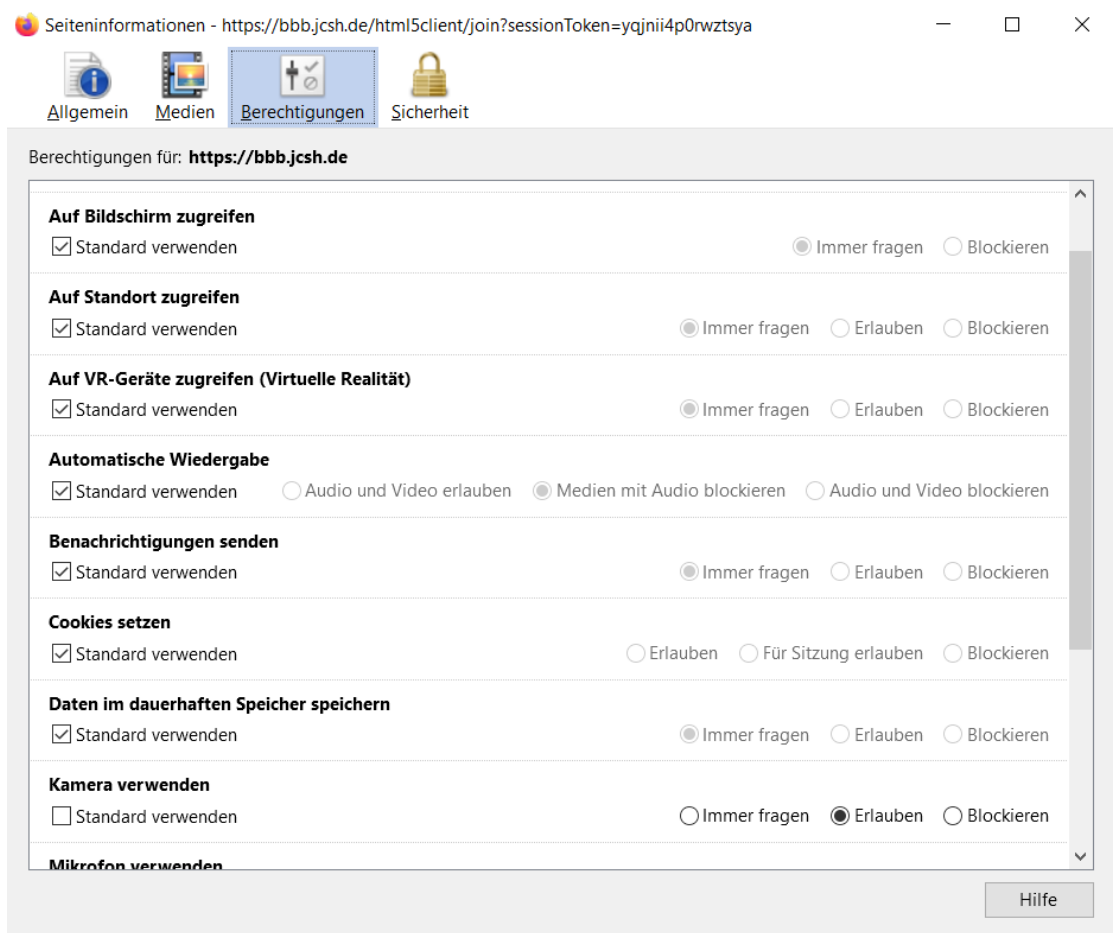 Seiteninformationen - https://bbb.jcsh.de/html5client/join?sessionToken=yqjnii4p0rwztsya
Allgemein Medien Berechtigungen Sicherheit
Berechtigungen für: https://bbb.jcsh.de
Auf Bildschirm zugreifen
Standard verwenden Immer fragen Blockieren
Auf Standort zugreifen
Standard verwenden Immer fragen Erlauben Blockieren
Auf VR-Geräte zugreifen (Virtuelle Realität)
Standard verwenden Immer fragen Erlauben Blockieren
Automatische Wiedergabe
Standard verwenden Audio und Video erlauben Medien mit Audio blockieren Audio und Video blockieren
Benachrichtigungen senden
Standard verwenden Immer fragen Erlauben Blockieren
Cookies setzen
Standard verwenden Erlauben Für Sitzung erlauben Blockieren
Daten im dauerhaften Speicher speichern
Standard verwenden Immer fragen Erlauben Blockieren
Kamera verwenden
Standard verwenden Immer fragen Erlauben Blockieren
Mikrofon verwenden
Hilfe